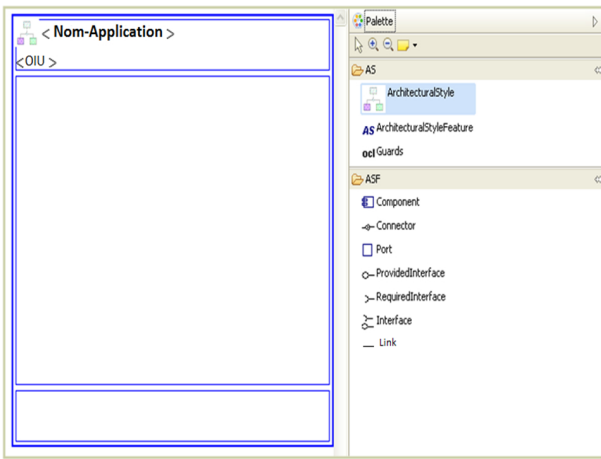 < Nom-Application >
<OIU >
Palette
AS
ArchitecturalStyle
AS ArchitecturalStyleFeature
ocl Guards
ASF
Component
Connector
Port
ProvidedInterface
RequiredInterface
Interface
Link